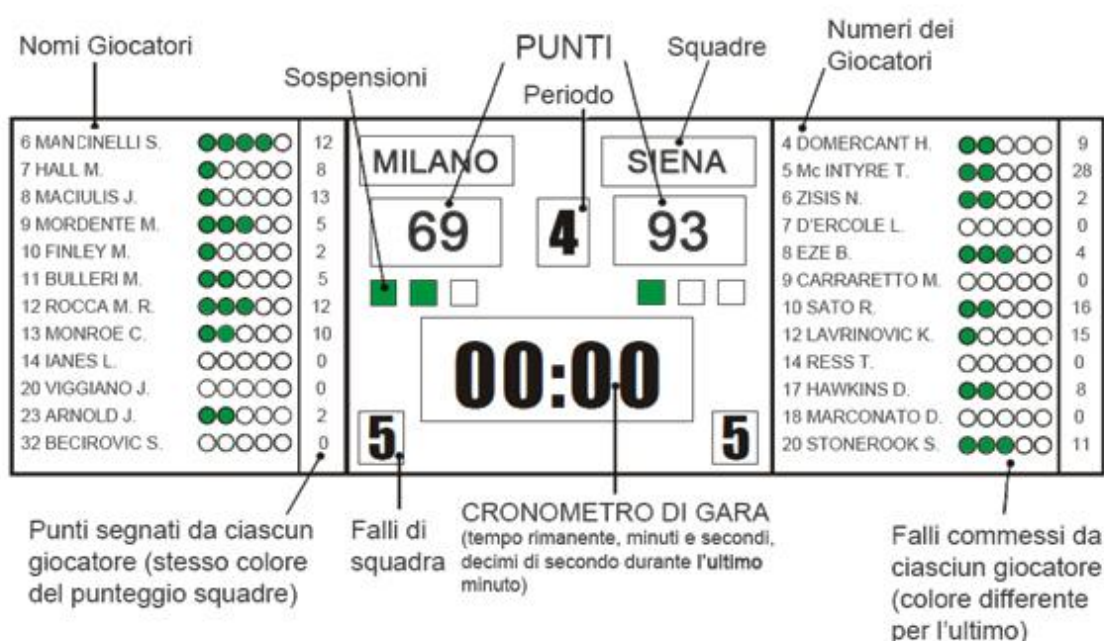 Nomi Giocatori
Sospensioni
PUNTI
Periodo
Squadre
Numeri dei
Giocatori
6 MANCINELLI S. 12
7 HALL M. 8
8 MACIULIS J. 13
9 MORDENTE M. 5
10 FINLEY M. 2
11 BULLERI M. 5
12 ROCCA M. R. 12
13 MONROE C. 10
14 IANES L. 0
20 VIGGIANO J. 0
23 ARNOLD J. 2
32 BECIROVIC S. 0
MILANO
SIENA
69
4
93
00:00
5
5
4 DOMERCANT H. 9
5 Mc INTYRE T. 28
6 ZISIS N. 2
7 D'ERCOLE L. 0
8 EZE B. 4
9 CARRARETTO M. 0
10 SATO R. 16
12 LAVRINOVIC K. 15
14 RESS T. 0
17 HAWKINS D. 8
18 MARCONATO D. 0
20 STONEROOK S. 11
Punti segnati da ciascun
giocatore (stesso colore
del punteggio squadre)
Falli di
squadra
CRONOMETRO DI GARA
(tempo rimanente, minuti e secondi,
decimi di secondo durante l'ultimo
minuto)
Falli commessi da
ciasciun giocatore
(colore differente
per l'ultimo)